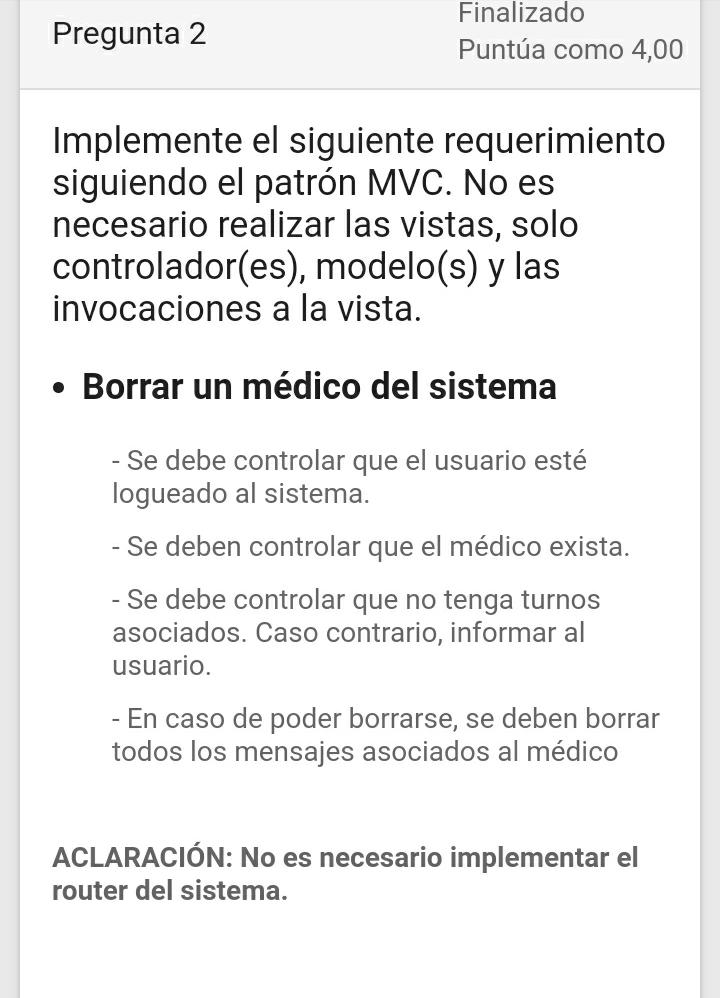 Finalizado
Pregunta 2
Puntúa como 4,00
Implemente el siguiente requerimiento
siguiendo el patrón MVC. No es
necesario realizar las vistas, solo
controlador(es), modelo(s) y las
invocaciones a la vista.
• Borrar un médico del sistema
- Se debe controlar que el usuario esté
logueado al sistema.
- Se deben controlar que el médico exista.
- Se debe controlar que no tenga turnos
asociados. Caso contrario, informar al
usuario.
- En caso de poder borrarse, se deben borrar
todos los mensajes asociados al médico
ACLARACIÓN: No es necesario implementar el
router del sistema.